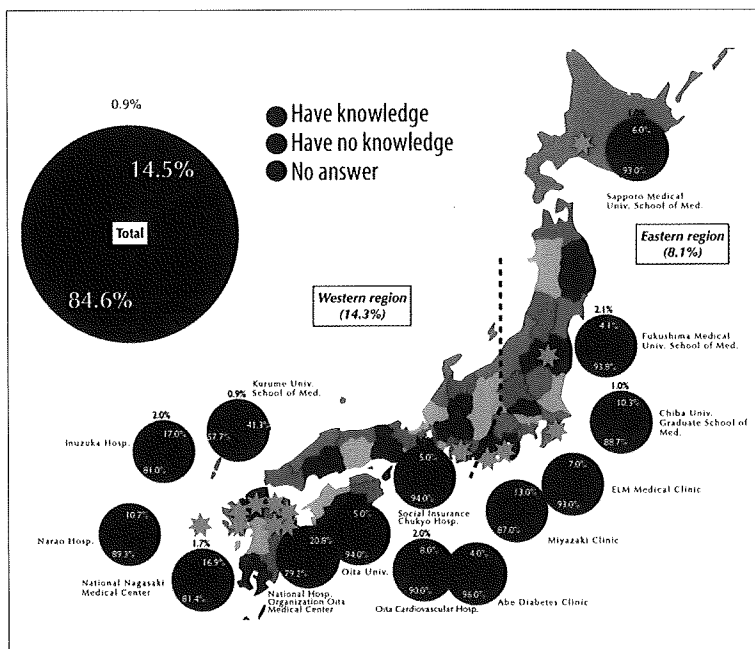 0.9%
14.5%
Total
84.6%
Have knowledge
Have no knowledge
No answer
6.0%
93.0%
Sapporo Medical
Univ. School of Med.
Eastern region
(8.1%)
Western region
(14.3%)
2.1%
4.1%
93.8%
Fukushima Medical
Univ. School of Med.
1.0%
10.3%
88.7%
Chiba Univ.
Graduate School of
Med.
Kurume Univ.
School of Med.
0.9%
41.3%
57.7%
2.0%
17.0%
81.0%
Inuzuka Hosp.
5.0%
94.0%
Social Insurance
Chukyo Hosp.
7.0%
93.0%
ELM Medical Clinic
13.0%
87.0%
Miyazaki Clinic
10.7%
89.3%
Narao Hosp.
1.7%
16.9%
81.4%
National Nagasaki
Medical Center
20.8%
79.2%
National Hosp.
Organization Oita
Medical Center
5.0%
94.0%
Oita Univ.
2.0%
8.0%
90.0%
Oita Cardiovascular Hosp.
4.0%
96.0%
Abe Diabetes Clinic